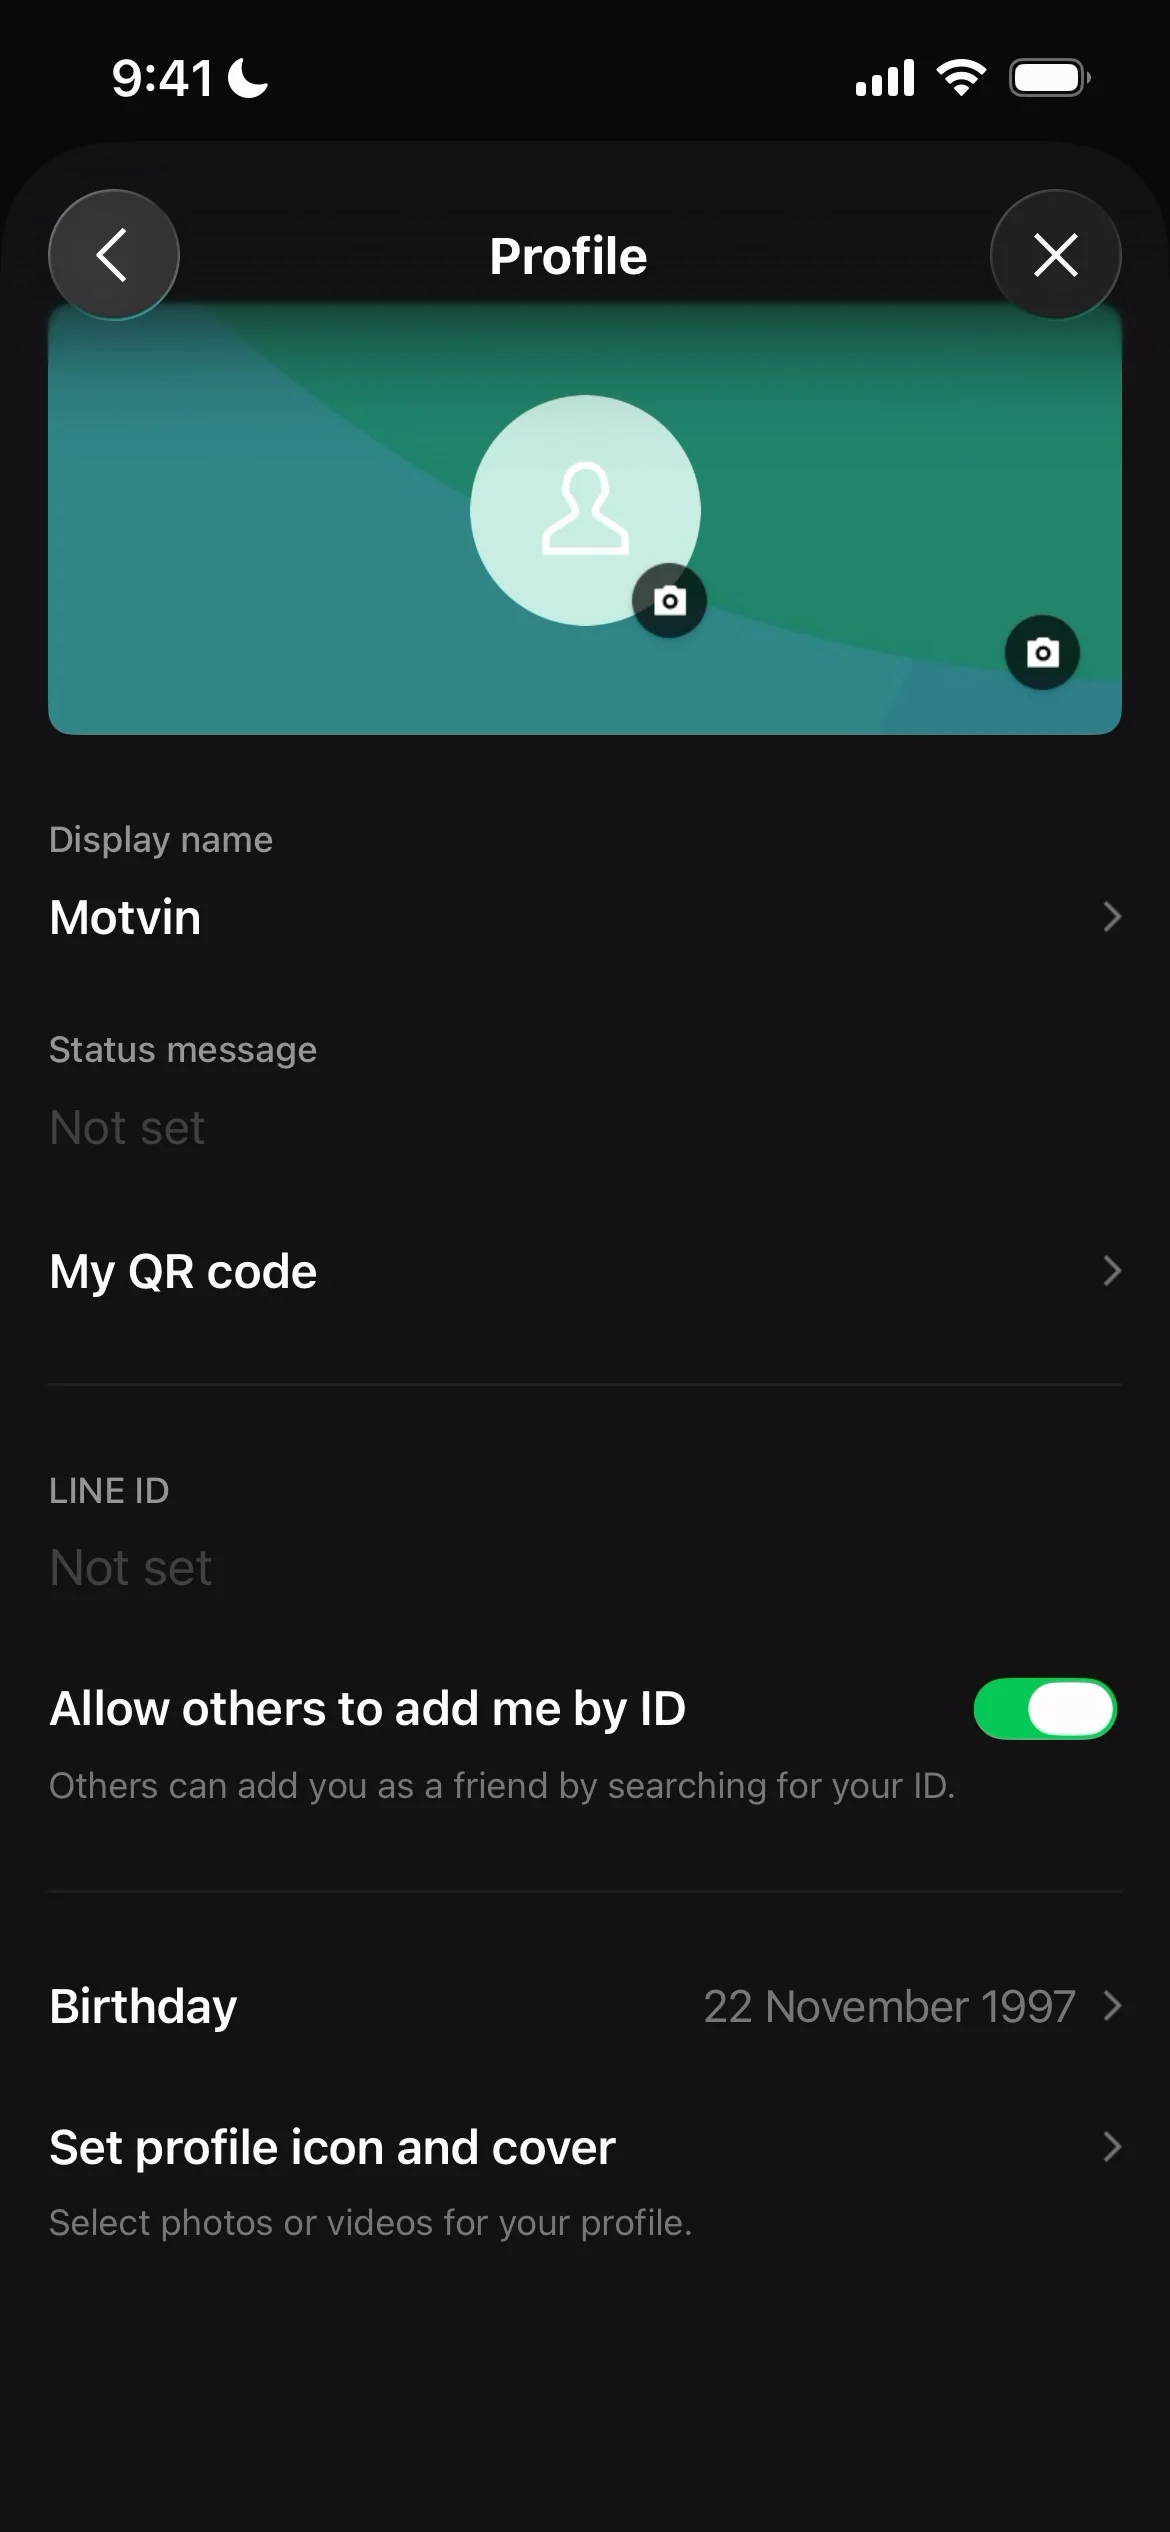 9:41
Profile
Display name
Motvin
Status message
Not set
My QR code
LINE ID
Not set
Allow others to add me by ID
Others can add you as a friend by searching for your ID.
Birthday
22 November 1997
Set profile icon and cover
Select photos or videos for your profile.